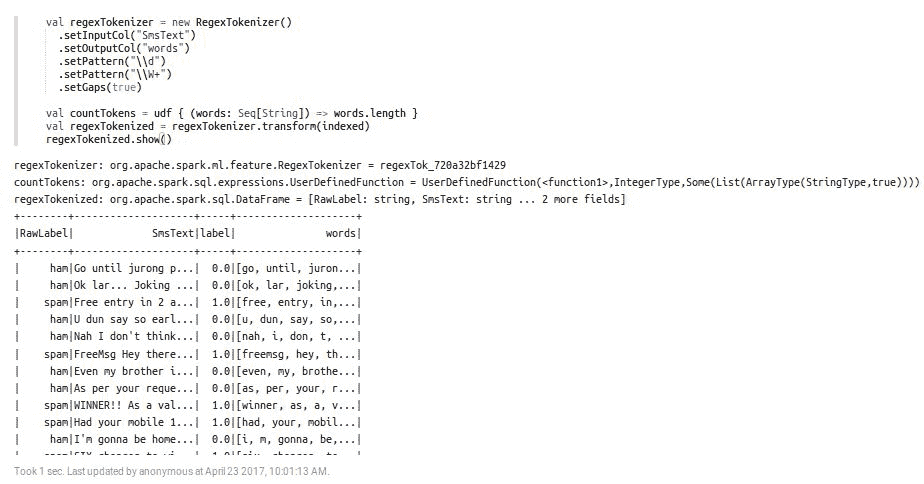 val regexTokenizer = new RegexTokenizer()
.setInputCol("SmsText")
.setOutputCol("words")
.setPattern("\\d")
.setPattern("\\W+")
.setGaps(true)
val countTokens = udf { (words: Seq[String]) => words.length }
val regexTokenized = regexTokenizer.transform(indexed)
regexTokenized.show()
regexTokenizer: org.apache.spark.ml.feature.RegexTokenizer = regexTok_720a32bf1429
countTokens: org.apache.spark.sql.expressions.UserDefinedFunction = UserDefinedFunction(<function1>,IntegerType,Some(List(ArrayType(StringType,true))))
regexTokenized: org.apache.spark.sql.DataFrame = [RawLabel: string, SmsText: string ... 2 more fields]
+--------+--------------------+-----+--------------------+
|RawLabel|             SmsText|label|               words|
+--------+--------------------+-----+--------------------+
|     ham|Go until jurong p...|  0.0|[go, until, juron...|
|     ham|Ok lar... Joking ...|  0.0|[ok, lar, joking,...|
|    spam|Free entry in 2 a...|  1.0|[free, entry, in,...|
|     ham|U dun say so earl...|  0.0|[u, dun, say, so,...|
|     ham|Nah I don't think...|  0.0|[nah, i, don, t, ...|
|    spam|FreeMsg Hey there...|  1.0|[freemsg, hey, th...|
|     ham|Even my brother i...|  0.0|[even, my, brothe...|
|     ham|As per your reque...|  0.0|[as, per, your, r...|
|    spam|WINNER!! As a val...|  1.0|[winner, as, a, v...|
|    spam|Had your mobile 1...|  1.0|[had, your, mobil...|
|     ham|I'm gonna be home...|  0.0|[i, m, gonna, be,...|
Took 1 sec. Last updated by anonymous at April 23 2017, 10:01:13 AM.